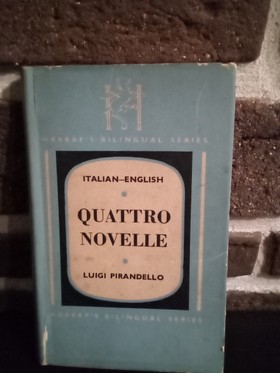 HARRAP'S BILINGUAL SERIES
ITALIAN–ENGLISH
QUATTRO
NOVELLE
LUIGI PIRANDELLO
HARRAP'S BILINGUAL SERIES